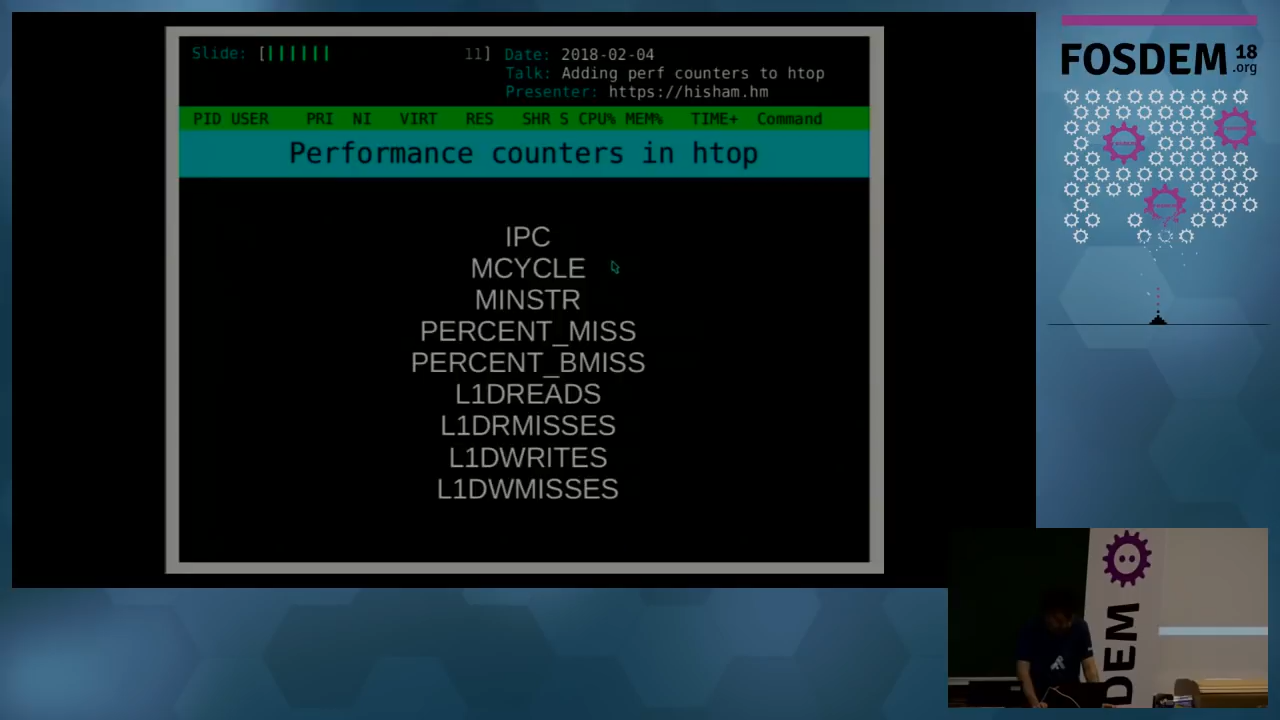 Slide: [|||||| 11]
Date: 2018-02-04
Talk: Adding perf counters to htop
Presenter: https://hisham.hm
PID USER PRI NI VIRT RES SHR S CPU% MEM% TIME+ Command
Performance counters in htop
IPC
MCYCLE
MINSTR
PERCENT_MISS
PERCENT_BMISS
L1DREADS
L1DRMISSES
L1DWRITES
L1DWMISSES
FOSDEM 18
.org
DEM